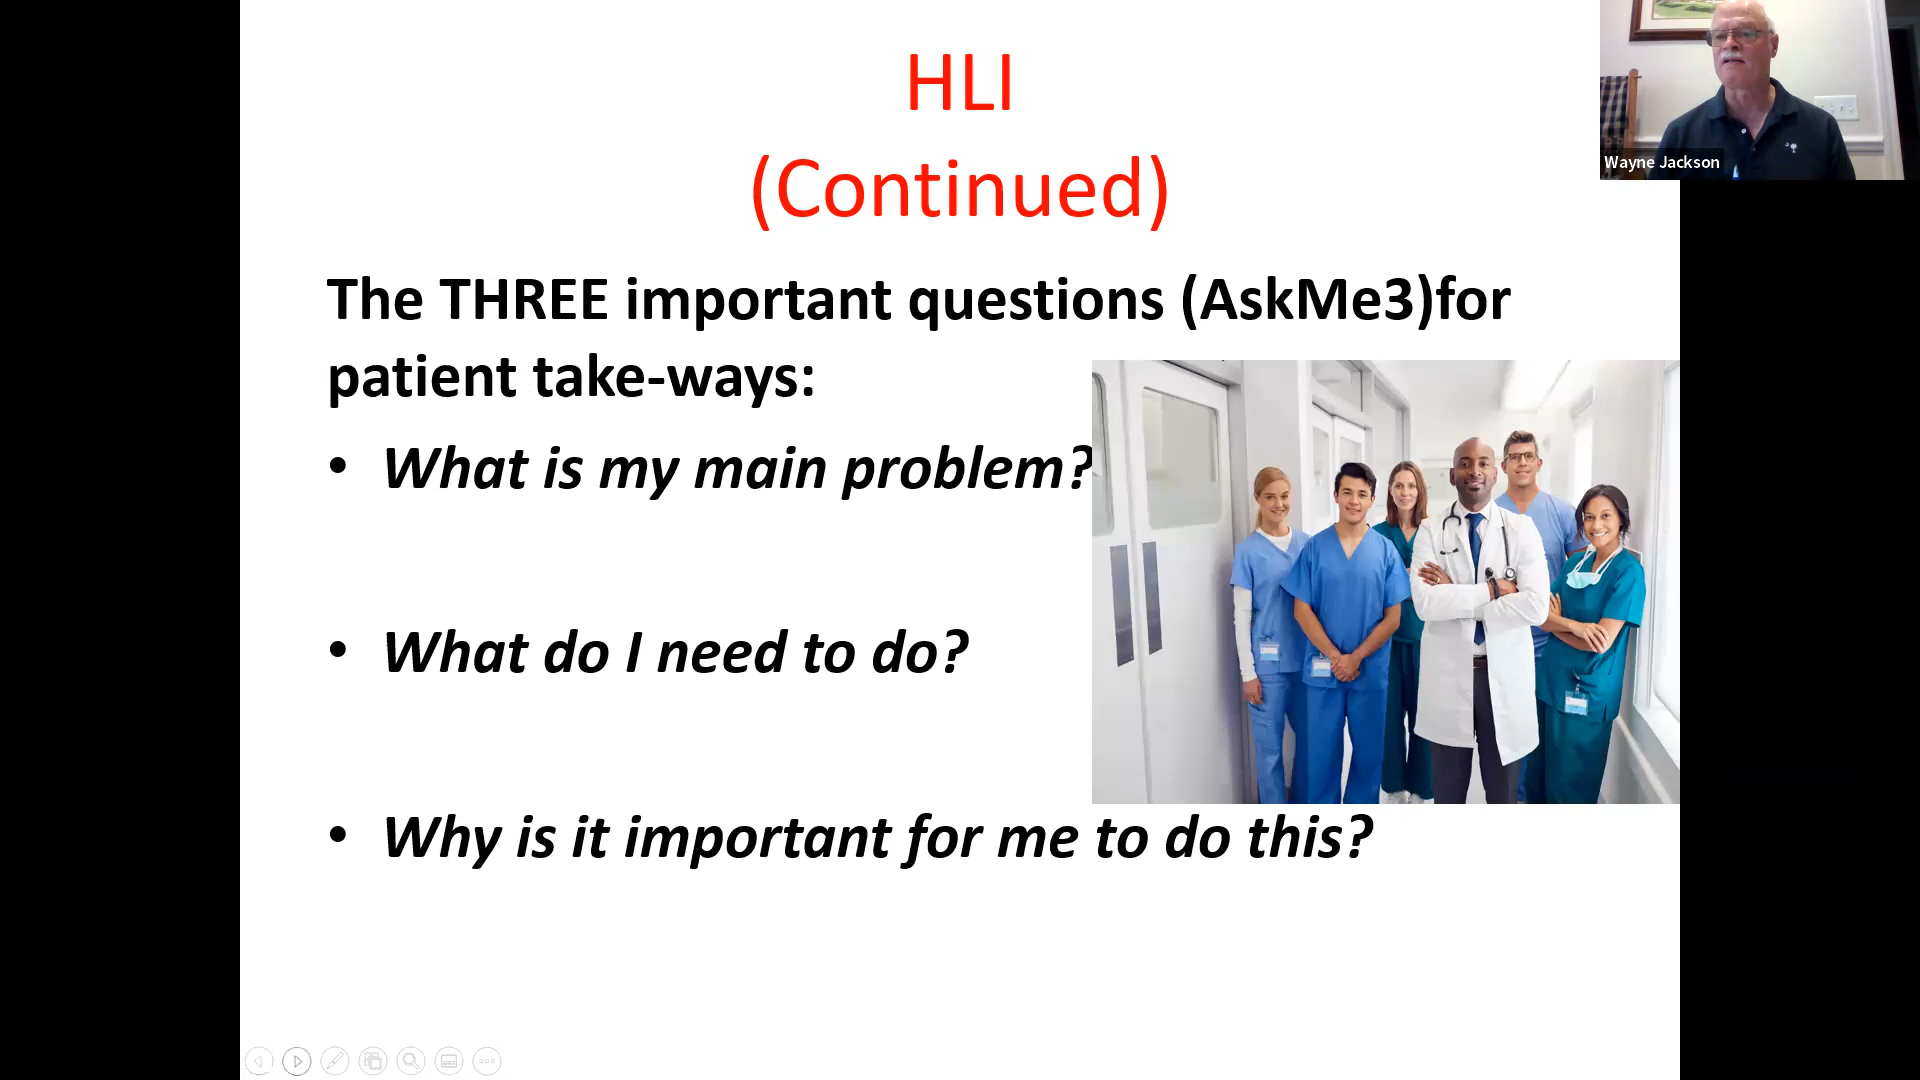 HLI
(Continued)
Wayne Jackson
The THREE important questions (AskMe3)for
patient take-ways:
• What is my main problem?
• What do I need to do?
• Why is it important for me to do this?